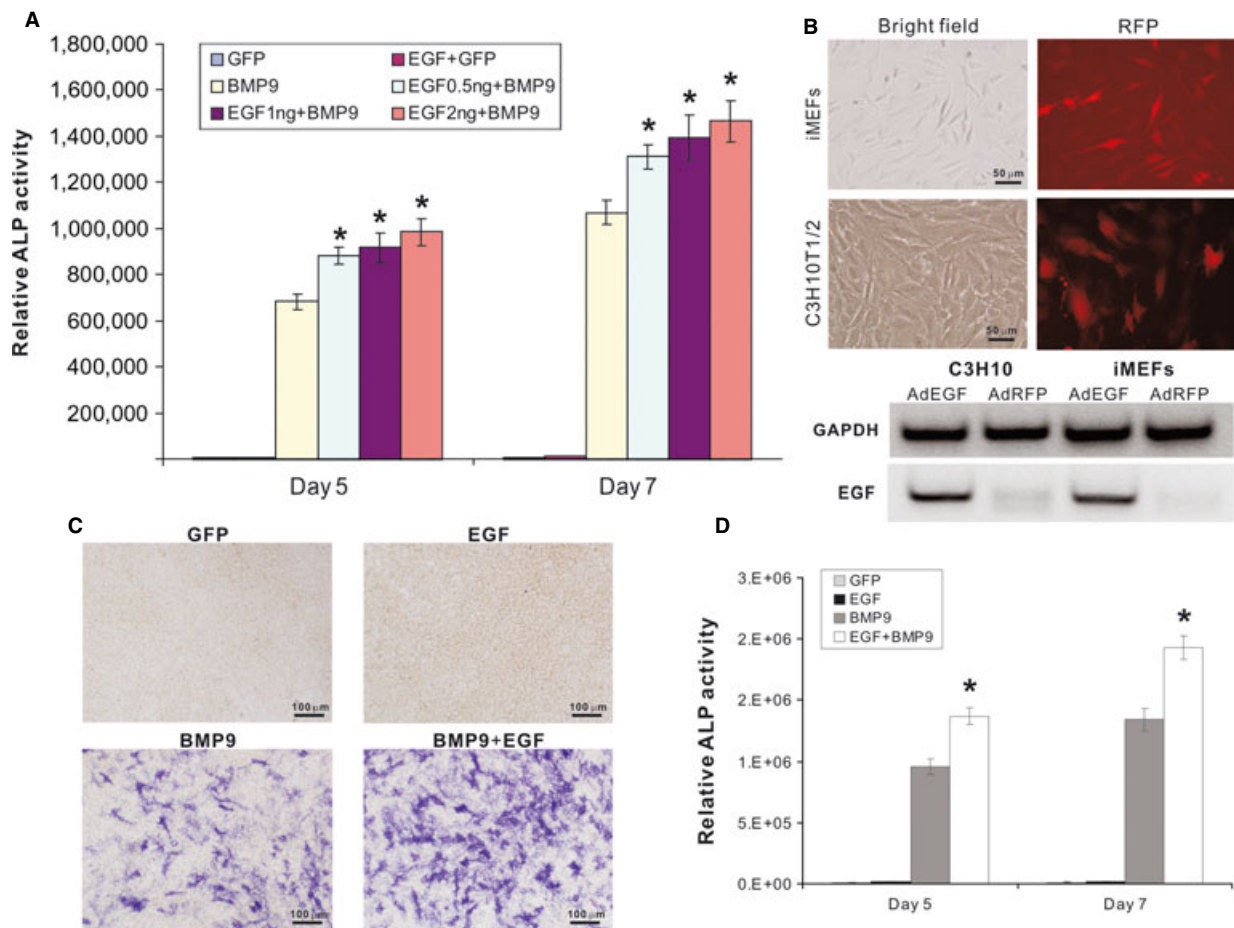 A
1,800,000
1,600,000
1,400,000
1,200,000
1,000,000
800,000
600,000
400,000
200,000
Relative ALP activity
GFP EGF+GFP
BMP9 EGF0.5ng+BMP9
EGF1ng+BMP9 EGF2ng+BMP9
* * * * * *
Day 5 Day 7
B
Bright field RFP
iMEFs
50 μm
C3H10T1/2
50 μm
C3H10 iMEFs
AdEGF AdRFP AdEGF AdRFP
GAPDH
EGF
C
GFP EGF
100 μm 100 μm
BMP9 BMP9+EGF
100 μm 100 μm
D
3.E+06
2.E+06
2.E+06
1.E+06
5.E+05
0.E+00
Relative ALP activity
GFP
EGF
BMP9
EGF+BMP9
* *
Day 5 Day 7